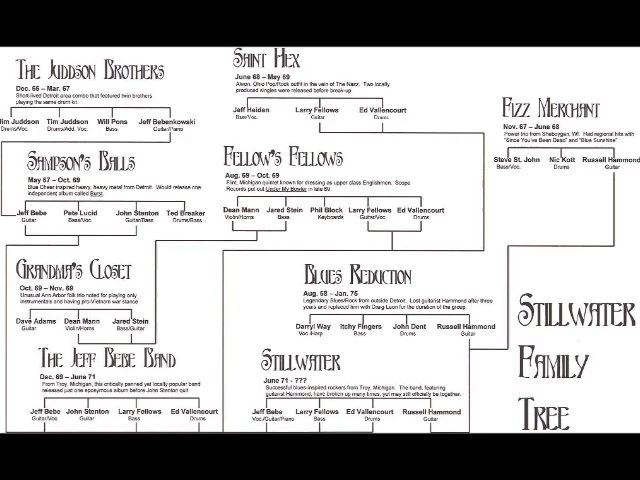 The Juddson Brothers
Dec. 66 – Mar. 67
Short-lived Detroit area combo that featured twin brothers
playing the same drum kit.
Jim Juddson Tim Juddson Will Pons Jeff Bebenkowski
Drums/Voc. Drums/Add. Voc. Bass Guitar/Piano
Saint Hex
June 68 – May 69
Akron, Ohio Pop/Rock outfit in the vein of The Nazz. Two locally
produced singles were released before break-up.
Jeff Haidan Larry Fellows Ed Vallencourt
Bass/Voc. Guitar Drums
Fizz Merchant
Nov. 67 - June 68
Power trio from Sheboygan, WI. Had regional hits with
"Since You've Been Dead" and "Blue Sunshine"
Steve St. John Nic Kott Russell Hammond
Bass/Voc. Drums Guitar
Sampson's Balls
May 67 – Oct. 69
Blue Cheer inspired heavy, heavy metal from Detroit. Would release one
independent album called Burst.
Jeff Bebe Pete Lucid John Stenton Ted Breaker
Guitar Bass/Voc. Guitar/Bass Drums
Fellow's Fellows
Aug. 69 - Oct. 69
Flint, Michigan quintet known for dressing as upper class Englishmen. Scope
Records put out Under My Bowler in late 69.
Dean Mann Jared Stein Phil Block Larry Fellows Ed Vallencourt
Violin/Horns Bass Keyboards Guitar/Voc. Drums
Grandma's Closet
Oct. 69 – Nov. 69
Unusual Ann Arbor folk trio noted for playing only
instrumentals and having pro-Vietnam war stance
Dave Adams Dean Mann Jared Stein
Guitar Violin/Horns Bass/Guitar
Blues Reduction
Aug. 68 - Jan. 75
Legendary Blues/Rock from outside Detroit. Lost guitarist Hammond after three
years and replaced him with Craig Luon for the duration of the group.
Darryl Way Itchy Fingers John Dent Russell Hammond
Voc./Harp Bass Drums Guitar
The Jeff Bebe Band
Dec. 69 – June 71
From Troy, Michigan, this critically panned yet locally popular band
released just one eponymous album before John Stenton quit
Jeff Bebe John Stenton Larry Fellows Ed Vallencourt
Guitar/Voc. Guitar Bass Drums
Stillwater
June 71 - ???
Successful blues-inspired rockers from Troy, Michigan. The band, featuring
guitarist Hammond, have broken up many times, yet may still officially be together.
Jeff Bebe Larry Fellows Ed Vallencourt Russell Hammond
Voc./Guitar/Piano Bass Drums Guitar
Stillwater
Family
Tree